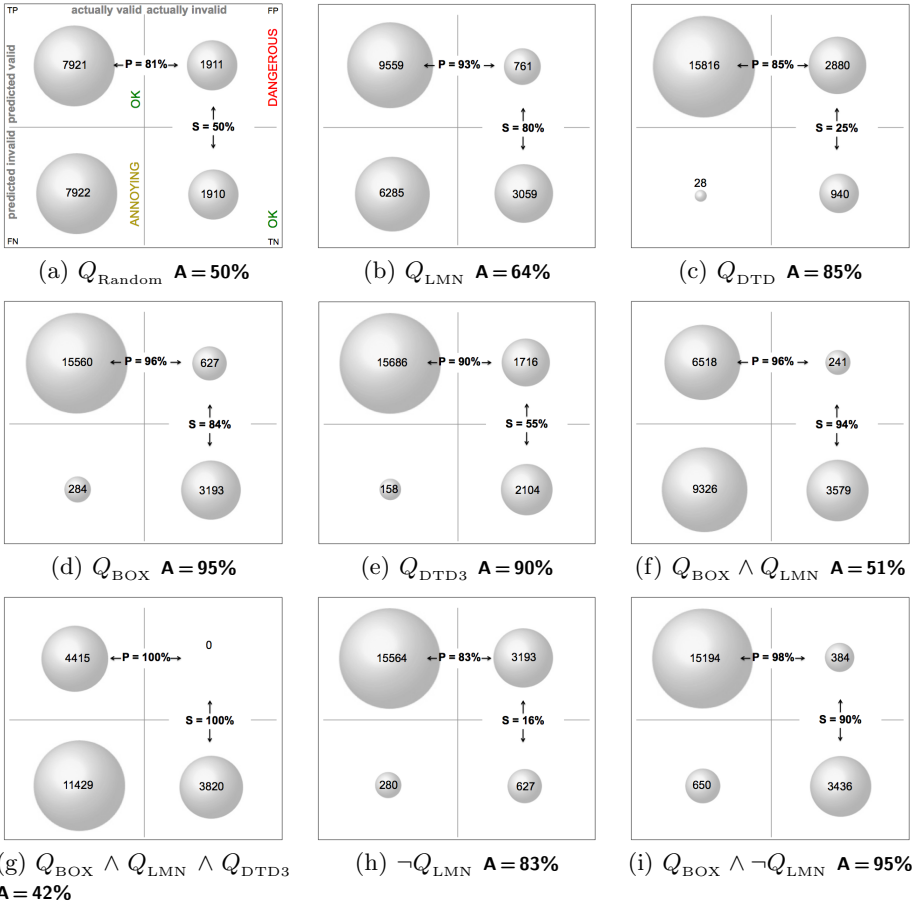 TP actually valid actually invalid FP
predicted valid
predicted invalid
7921 P = 81% 1911
OK
DANGEROUS
S = 50%
7922 1910
ANNOYING
OK
FN TN
(a) Q_Random A = 50%
9559 P = 93% 761
S = 80%
6285 3059
(b) Q_LMN A = 64%
15816 P = 85% 2880
S = 25%
28 940
(c) Q_DTD A = 85%
15560 P = 96% 627
S = 84%
284 3193
(d) Q_BOX A = 95%
15686 P = 90% 1716
S = 55%
158 2104
(e) Q_DTD3 A = 90%
6518 P = 96% 241
S = 94%
9326 3579
(f) Q_BOX ∧ Q_LMN A = 51%
4415 P = 100% 0
S = 100%
11429 3820
(g) Q_BOX ∧ Q_LMN ∧ Q_DTD3
A = 42%
15564 P = 83% 3193
S = 16%
280 627
(h) ¬Q_LMN A = 83%
15194 P = 98% 384
S = 90%
650 3436
(i) Q_BOX ∧ ¬Q_LMN A = 95%